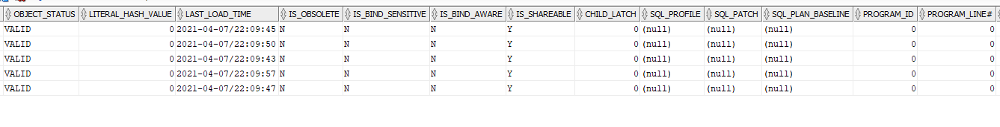 OBJECT_STATUS LITERAL_HASH_VALUE LAST_LOAD_TIME IS_OBSOLETE IS_BIND_SENSITIVE IS_BIND_AWARE IS_SHAREABLE CHILD_LATCH SQL_PROFILE SQL_PATCH SQL_PLAN_BASELINE PROGRAM_ID PROGRAM_LINE#
VALID 0 2021-04-07/22:09:45 N N N Y 0 (null) (null) (null) 0 0
VALID 0 2021-04-07/22:09:50 N N N Y 0 (null) (null) (null) 0 0
VALID 0 2021-04-07/22:09:43 N N N Y 0 (null) (null) (null) 0 0
VALID 0 2021-04-07/22:09:57 N N N Y 0 (null) (null) (null) 0 0
VALID 0 2021-04-07/22:09:47 N N N Y 0 (null) (null) (null) 0 0